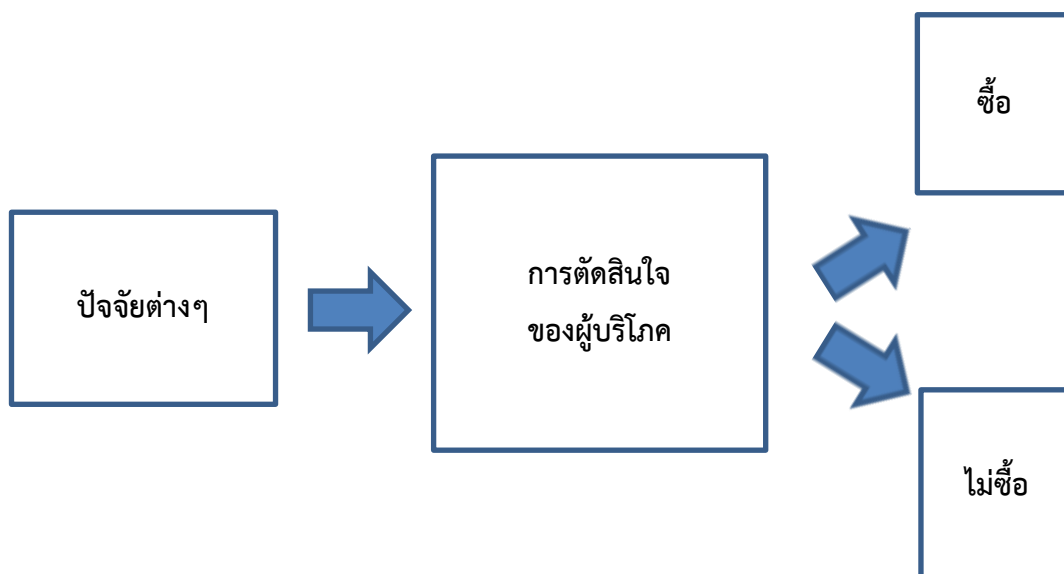 ปัจจัยต่างๆ
การตัดสินใจ
ของผู้บริโภค
ซื้อ
ไม่ซื้อ